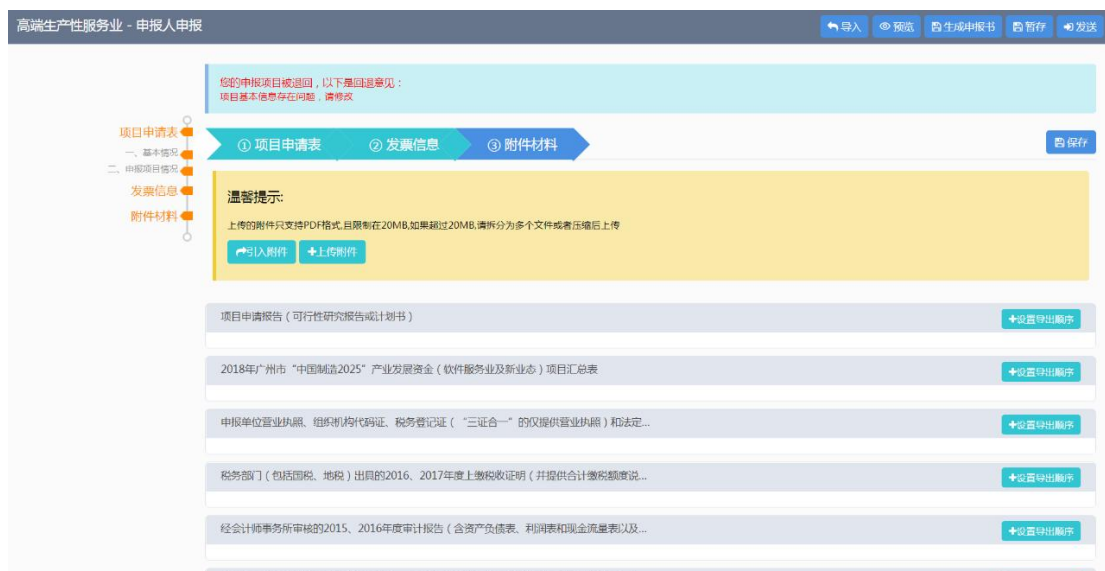 高端生产性服务业 - 申报人申报
导入 预览 生成申报书 暂存 发送
您的申报项目被退回，以下是回退意见：
项目基本信息存在问题，请修改
项目申请表
一、基本情况
二、申报项目情况
发票信息
附件材料
① 项目申请表 ② 发票信息 ③ 附件材料
保存
温馨提示:
上传的附件只支持PDF格式,且限制在20MB,如果超过20MB,请拆分为多个文件或者压缩后上传
引入附件 +上传附件
项目申请报告（可行性研究报告或计划书） +设置导出顺序
2018年广州市“中国制造2025”产业发展资金（软件服务业及新业态）项目汇总表 +设置导出顺序
申报单位营业执照、组织机构代码证、税务登记证（“三证合一”的仅提供营业执照）和法定... +设置导出顺序
税务部门（包括国税、地税）出具的2016、2017年度上缴税收证明（并提供合计缴税额度说... +设置导出顺序
经会计师事务所审核的2015、2016年度审计报告（含资产负债表、利润表和现金流量表以及... +设置导出顺序